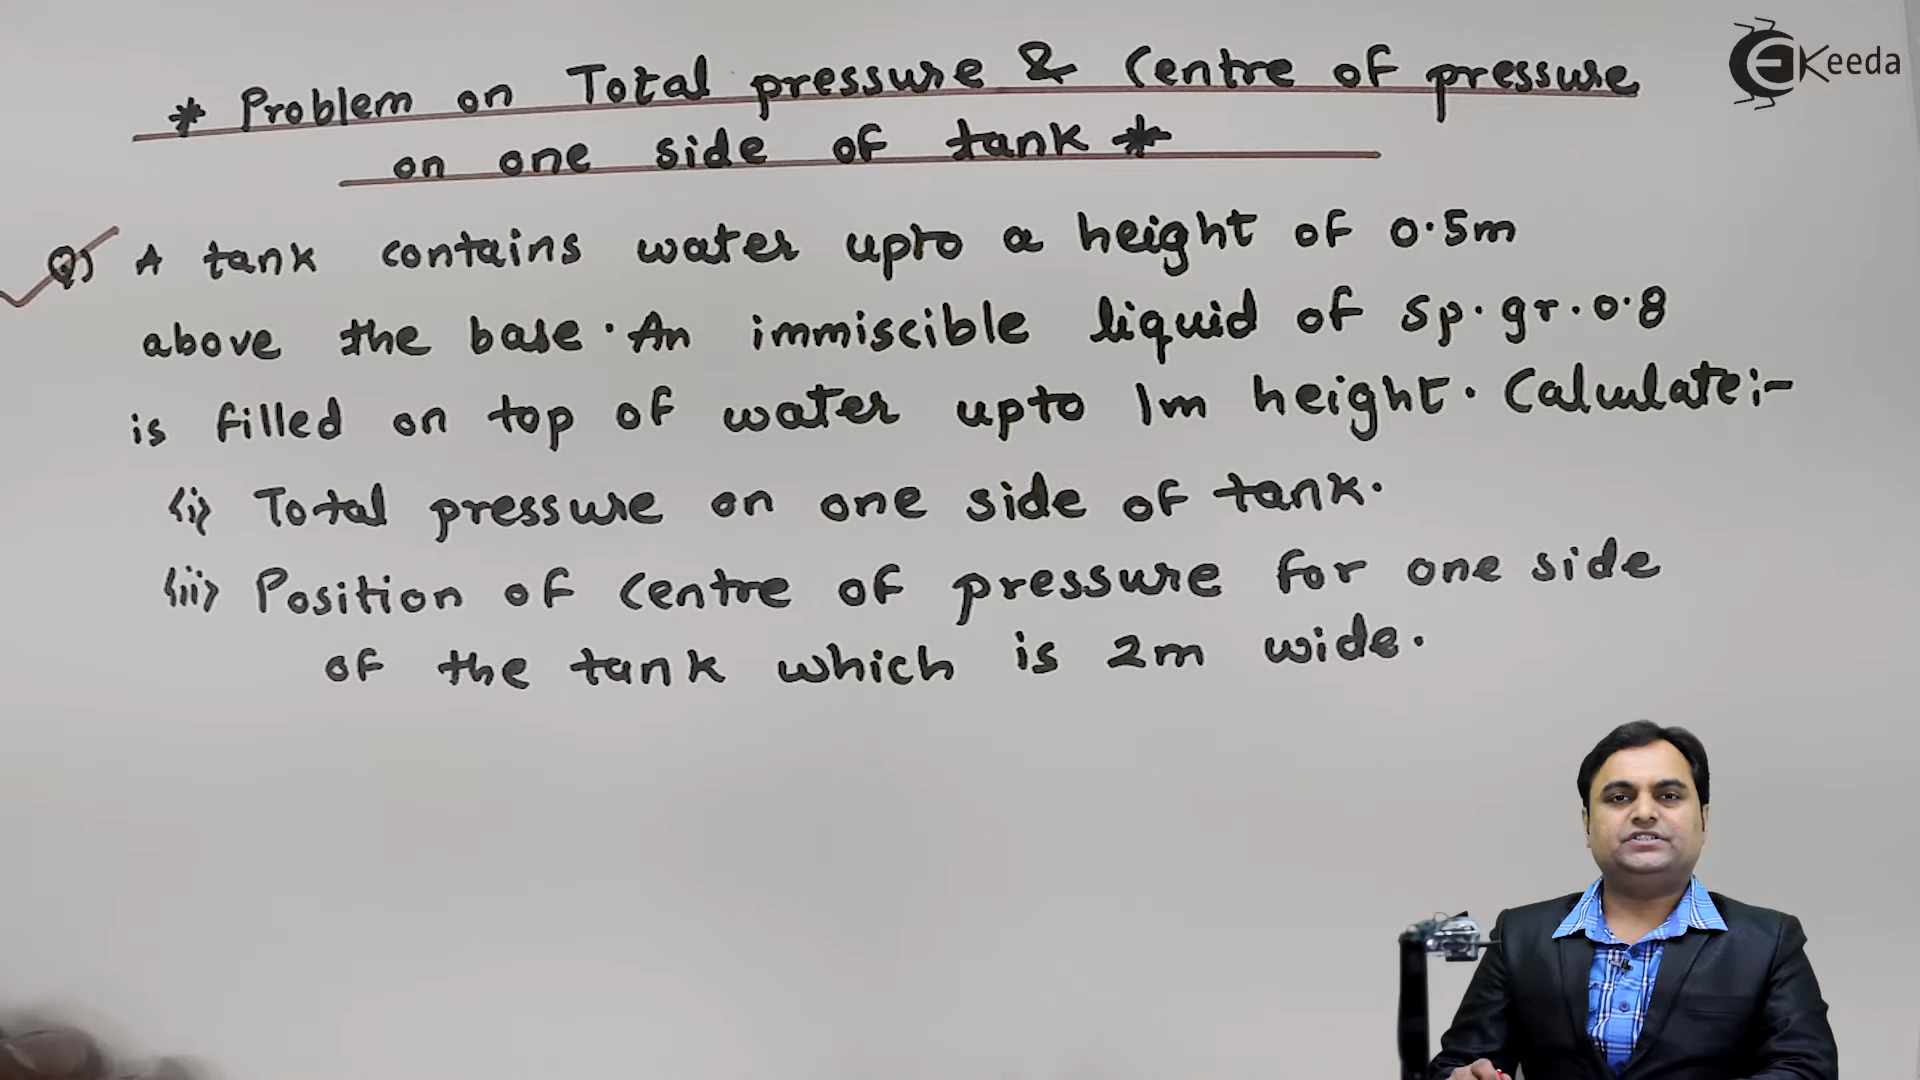 * Problem on Total pressure & Centre of pressure
on one side of tank *
Q) A tank contains water upto a height of 0.5m
above the base. An immiscible liquid of sp. gr. 0.8
is filled on top of water upto 1m height. Calculate:-
(i) Total pressure on one side of tank.
(ii) Position of centre of pressure for one side
of the tank which is 2m wide.
EKeeda